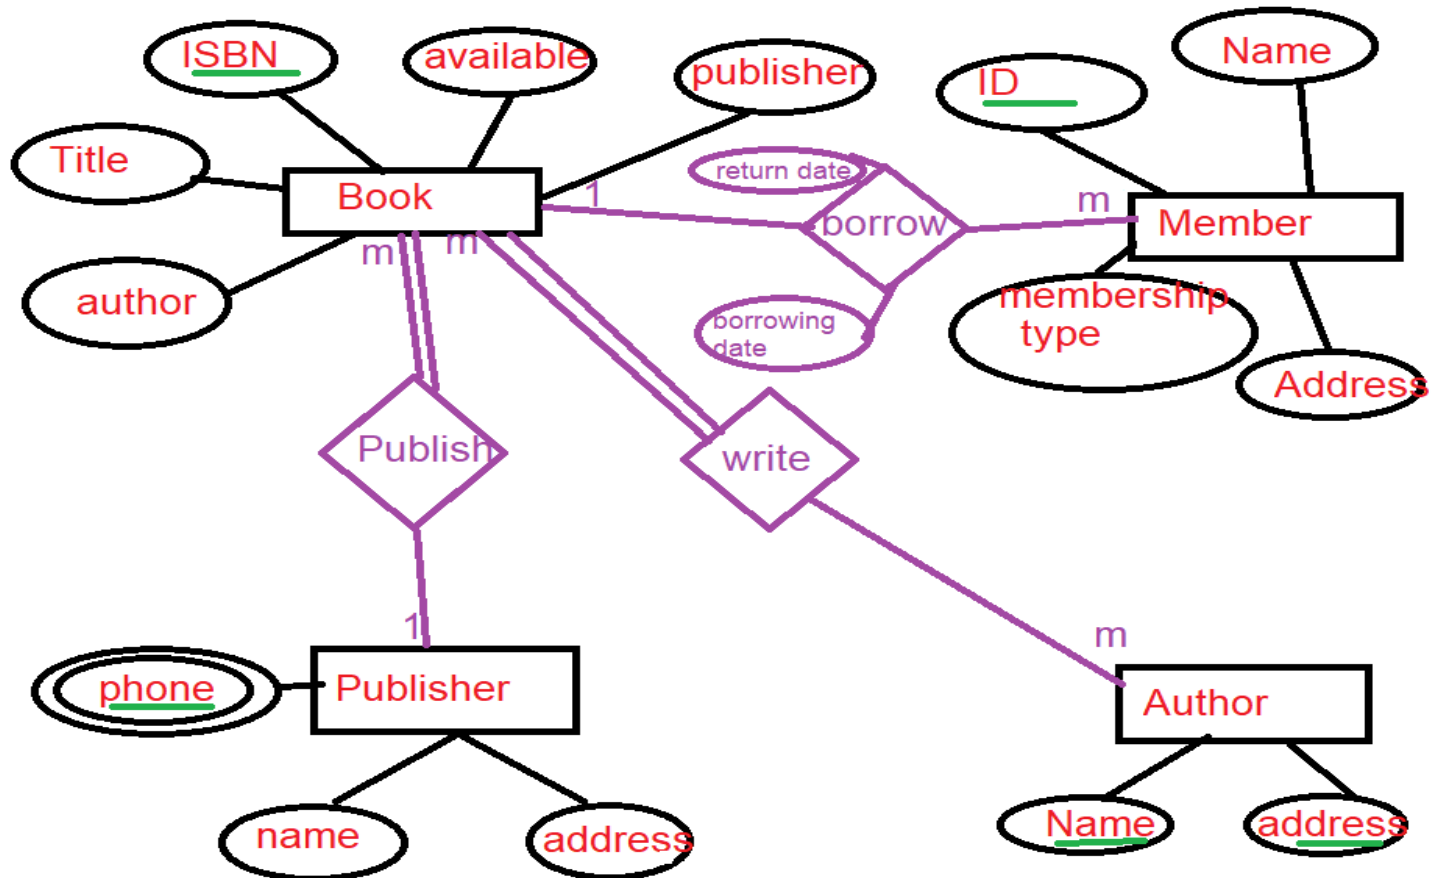 ISBN
available
publisher
ID
Name
Title
return date
Book
1
m
borrow
Member
m
m
author
borrowing
date
membership
type
Address
Publish
write
1
m
phone
Publisher
Author
name
address
Name
address